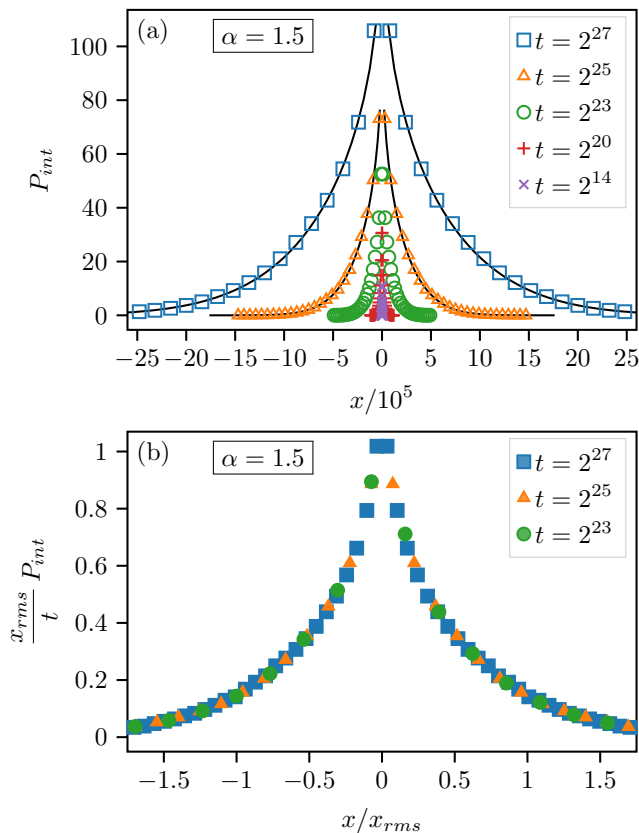 (a)
α = 1.5
t = 2^27
t = 2^25
t = 2^23
t = 2^20
t = 2^14
P_int
100
80
60
40
20
0
−25 −20 −15 −10 −5 0 5 10 15 20 25
x/10^5
(b)
α = 1.5
t = 2^27
t = 2^25
t = 2^23
x_rms/t P_int
1
0.8
0.6
0.4
0.2
0
−1.5 −1 −0.5 0 0.5 1 1.5
x/x_rms